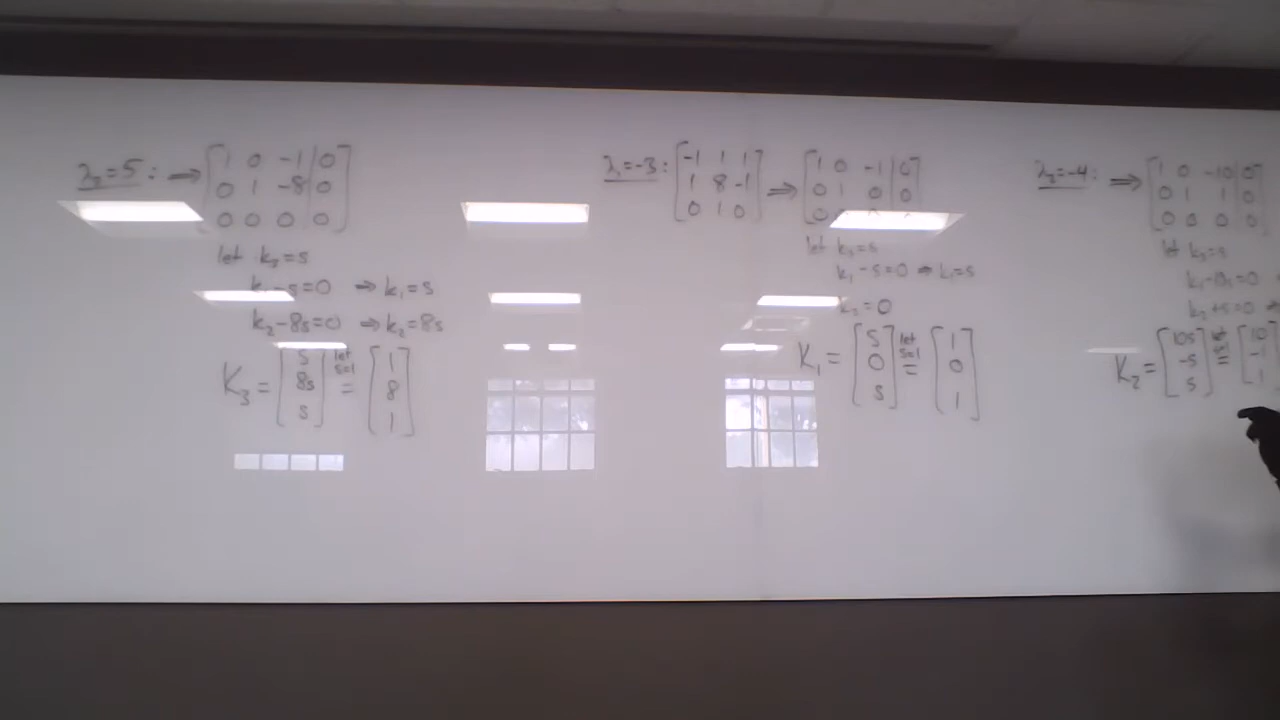 λ₃=5: ⇒ [1 0 -1 | 0]
[0 1 -8 | 0]
[0 0 0 | 0]
let k₃=s
k₁-s=0 ⇒ k₁=s
k₂-8s=0 ⇒ k₂=8s
K₃ = [s 8s s] let s=1 = [1 8 1]
λ₁=-3: [-1 1 1] ⇒ [1 0 -1 | 0]
[1 8 -1] [0 1 0 | 0]
[0 1 0] [0
let k₃=s
k₁-s=0 ⇒ k₁=s
k₂=0
K₁ = [s 0 s] let s=1 = [1 0 1]
λ₂=-4: ⇒ [1 0 -10 | 0]
[0 1 1 | 0]
[0 0 0 | 0]
let k₃=s
k₁-10s=0
k₂+s=0 ⇒
K₂ = [10s -s s] let s=1 = [10 -1 1]